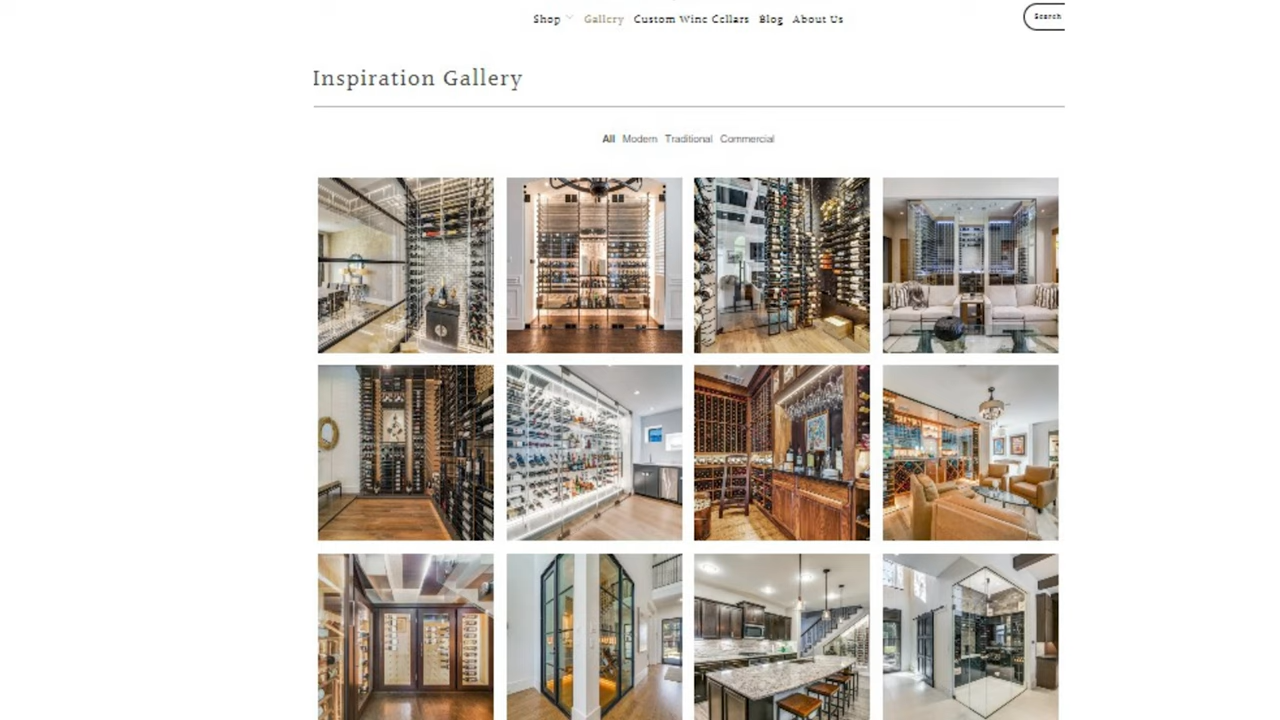 Shop Gallery Custom Wine Cellars Blog About Us Search
Inspiration Gallery
All Modern Traditional Commercial